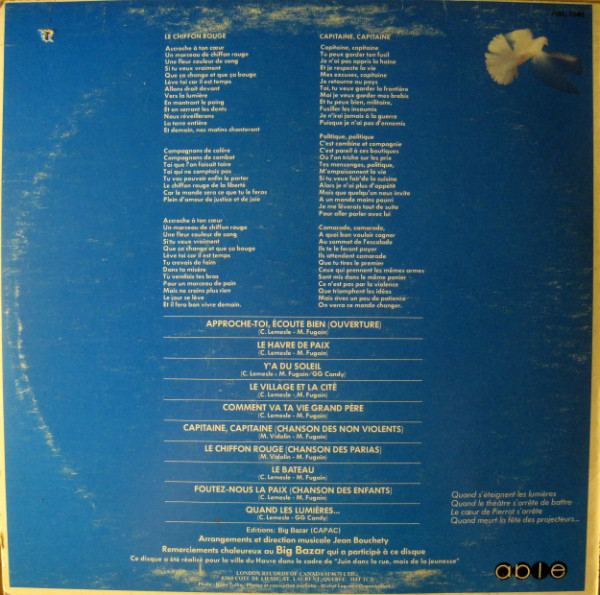 LE CHIFFON ROUGE
Accroche à ton cœur
Un morceau de chiffon rouge
Une fleur couleur de sang
Si tu veux vraiment
Que ça change et que ça bouge
Lève toi car il est temps
Allons droit devant
Vers la lumière
En montrant le poing
Et en serrant les dents
Nous réveillerons
La terre entière
Et demain, nos matins chanteront
Compagnons de colère
Compagnons de combat
Toi que l'on faisait taire
Toi qui ne comptais pas
Tu vas pouvoir enfin le porter
Le chiffon rouge de la liberté
Car le monde sera ce que tu le feras
Plein d'amour de justice et de joie
Accroche à ton cœur
Un morceau de chiffon rouge
Une fleur couleur de sang
Si tu veux vraiment
Que ça change et que ça bouge
Lève toi car il est temps
Tu crevais de faim
Dans ta misère
Tu vendais tes bras
Pour un morceau de pain
Mais ne crains plus rien
Le jour se lève
Et il fera bon vivre demain.
CAPITAINE, CAPITAINE
Capitaine, capitaine
Tu peux garder ton fusil
Je n'ai pas appris la haine
Et je respecte la vie
Mes excuses, capitaine
Je retourne au pays
Toi, tu veux garder la frontière
Moi je veux garder mes brebis
Et tu peux bien, militaire,
Fusiller les insoumis
Je n'irai jamais à la guerre
Puisque je n'ai pas d'ennemis
Politique, politique
C'est combine et compagnie
C'est pareil à ces boutiques
Où l'on triche sur les prix
Tes mensonges, politique,
M'empoisonnent la vie
Si tu veux fair'de la cuisine
Alors je n'ai plus d'appétit
Mais que quelqu'un nous invite
A un monde moins pourri
Je me lèverais tout de suite
Pour aller parler avec lui
Camarade, camarade,
A quoi bon vouloir cogner
Au sommet de l'escalade
Ils te le feront payer
Ils attendent camarade
Que tu tires le premier
Ceux qui prennent les mêmes armes
Sont mis dans le même panier
Ce n'est pas par la violence
Que triomphent les idées
Mais avec un peu de patience
On verra ce monde changer.
APPROCHE-TOI, ÉCOUTE BIEN (OUVERTURE)
(C. Lemesle - M. Fugain)
LE HAVRE DE PAIX
(C. Lemesle - M. Fugain)
Y'A DU SOLEIL
(C. Lemesle - M. Fugain/GG Candy)
LE VILLAGE ET LA CITÉ
(C. Lemesle - M. Fugain)
COMMENT VA TA VIE GRAND PÈRE
(C. Lemesle - M. Fugain)
CAPITAINE, CAPITAINE (CHANSON DES NON VIOLENTS)
(M. Vidalin - M. Fugain)
LE CHIFFON ROUGE (CHANSON DES PARIAS)
(M. Vidalin - M. Fugain)
LE BATEAU
(C. Lemesle - M. Fugain)
FOUTEZ-NOUS LA PAIX (CHANSON DES ENFANTS)
(C. Lemesle - M. Fugain)
QUAND LES LUMIÈRES...
(C. Lemesle - GG Candy)
Editions: Big Bazar (CAPAC)
Arrangements et direction musicale Jean Bouchety
Remerciements chaleureux au Big Bazar qui a participé à ce disque
Ce disque a été réalisé pour la ville du Havre dans le cadre de "Juin dans la rue, mois de la jeunesse"
LONDON RECORDS OF CANADA
Quand s'éteignent les lumières
Quand le théâtre s'arrête de battre
Le cœur de Pierrot s'arrête
Quand meurt la fête des projecteurs...
able